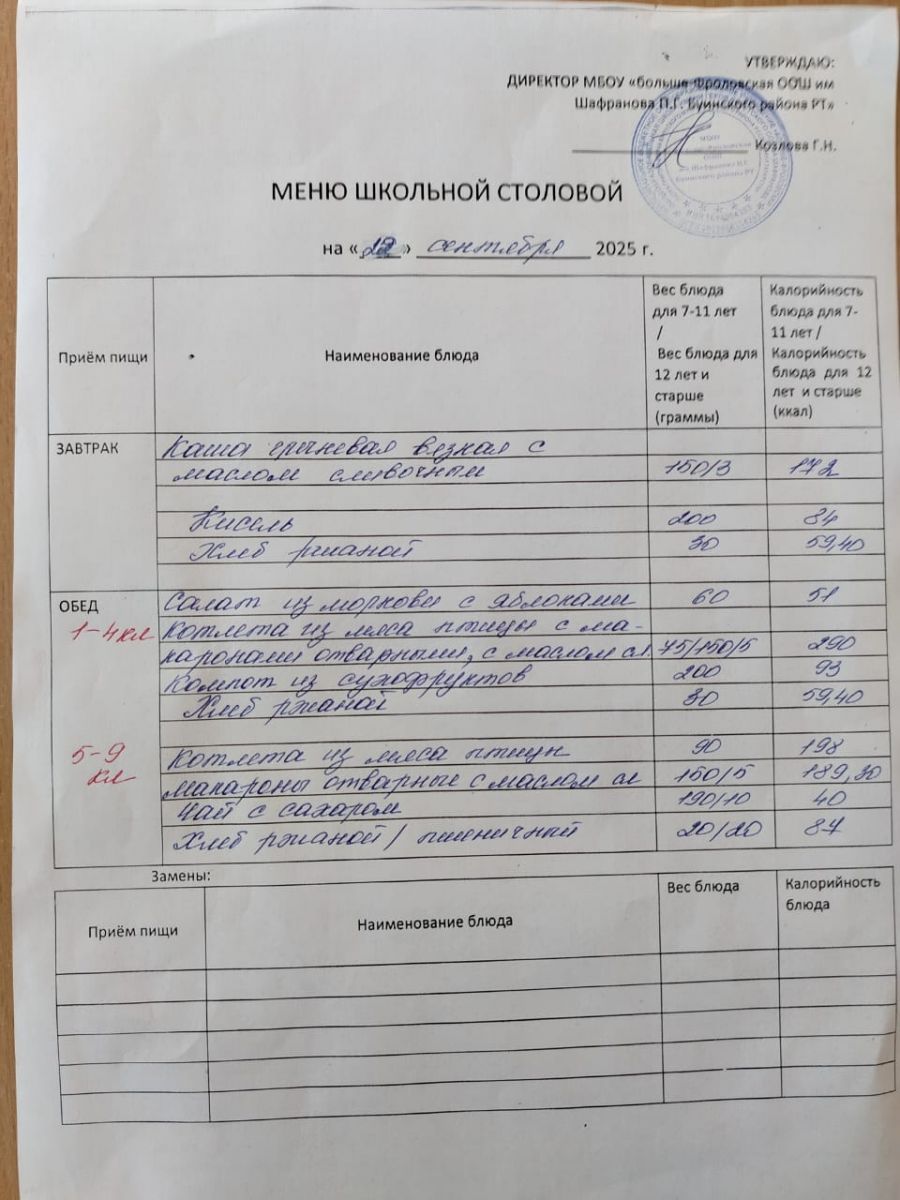 УТВЕРЖДАЮ:
ДИРЕКТОР МБОУ «больше Фроловская ООШ им
Шафранова П.Г. Буинского района РТ»
Козлова Г.Н.
МЕНЮ ШКОЛЬНОЙ СТОЛОВОЙ
на « » сентября 2025 г.
Приём пищи
Наименование блюда
Вес блюда
для 7-11 лет
/
Вес блюда для
12 лет и
старше
(граммы)
Калорийность
блюда для 7-
11 лет /
Калорийность
блюда для 12
лет и старше
(ккал)
ЗАВТРАК
Каша гречневая вязкая с
маслом сливочным 150/3 172
Кисель 200 84
Хлеб ржаной 30 59,40
ОБЕД
Салат из моркови с яблоками 60 51
1-4 кл Котлета из мяса птицы с ма-
каронами отварными, с маслом сл. 75/150/5 290
Компот из сухофруктов 200 93
Хлеб ржаной 30 59,40
5-9 Котлета из мяса птицы 90 198
кл макароны отварные с маслом сл 150/5 189,30
Чай с сахаром 190/10 40
Хлеб ржаной / пшеничный 20/20 87
Замены:
Приём пищи
Наименование блюда
Вес блюда
Калорийность
блюда